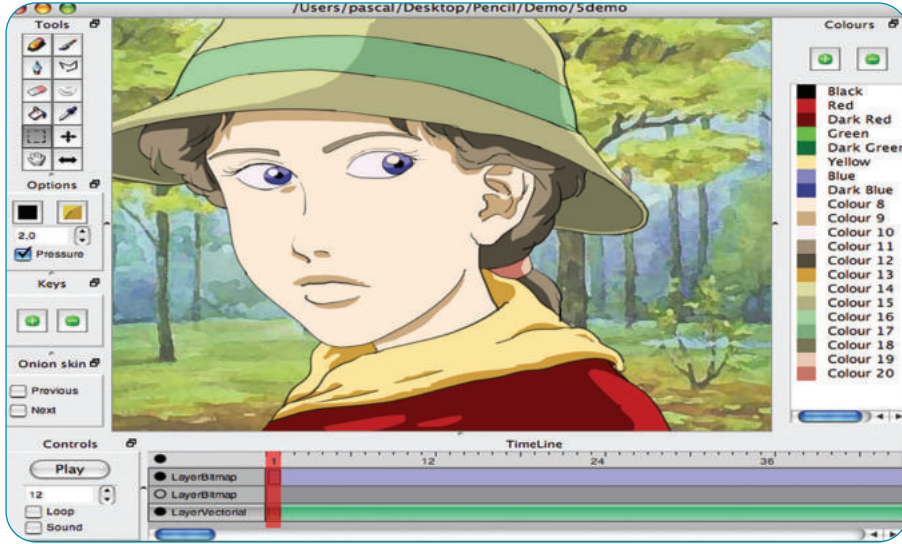 /Users/pascal/Desktop/Pencil/Demo/5demo
Tools
Options
2,0
Pressure
Keys
Onion skin
Previous
Next
Colours
Black
Red
Dark Red
Green
Dark Green
Yellow
Blue
Dark Blue
Colour 8
Colour 9
Colour 10
Colour 11
Colour 12
Colour 13
Colour 14
Colour 15
Colour 16
Colour 17
Colour 18
Colour 19
Colour 20
Controls
Play
12
Loop
Sound
TimeLine
1 12 24 36
LayerBitmap
LayerBitmap
LayerVectorial